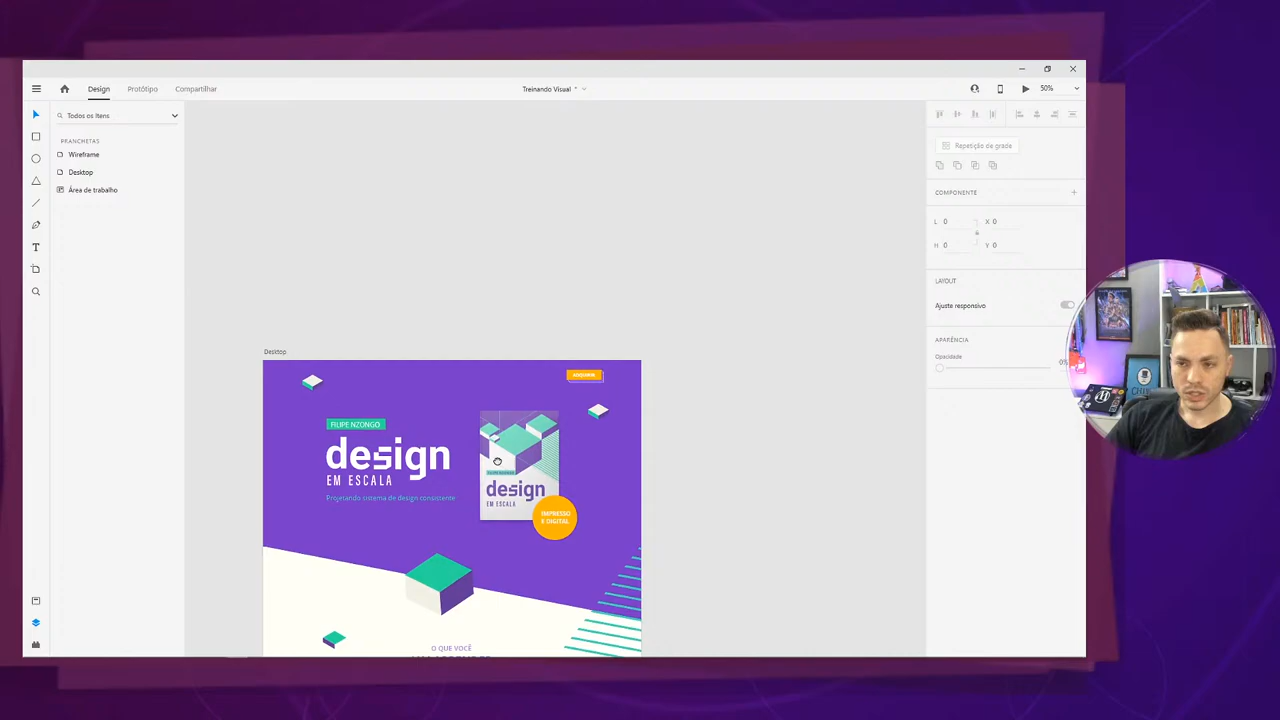 Design
Protótipo
Compartilhar
Treinando Visual *
50%
Todos os Itens
PRANCHETAS
Wireframe
Desktop
Área de trabalho
Repetição de grade
COMPONENTE
L 0
X 0
H 0
Y 0
LAYOUT
Ajuste responsivo
APARÊNCIA
Opacidade
0%
Desktop
FILIPE NZONGO
design
EM ESCALA
Projetando sistema de design consistente
design
EM ESCALA
IMPRESSO
E DIGITAL
O QUE VOCÊ